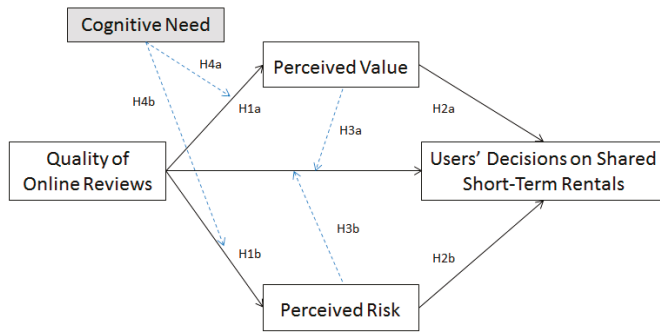 Cognitive Need
H4a
Perceived Value
H4b
H1a
H2a
H3a
Quality of
Online Reviews
Users' Decisions on Shared
Short-Term Rentals
H3b
H1b
H2b
Perceived Risk